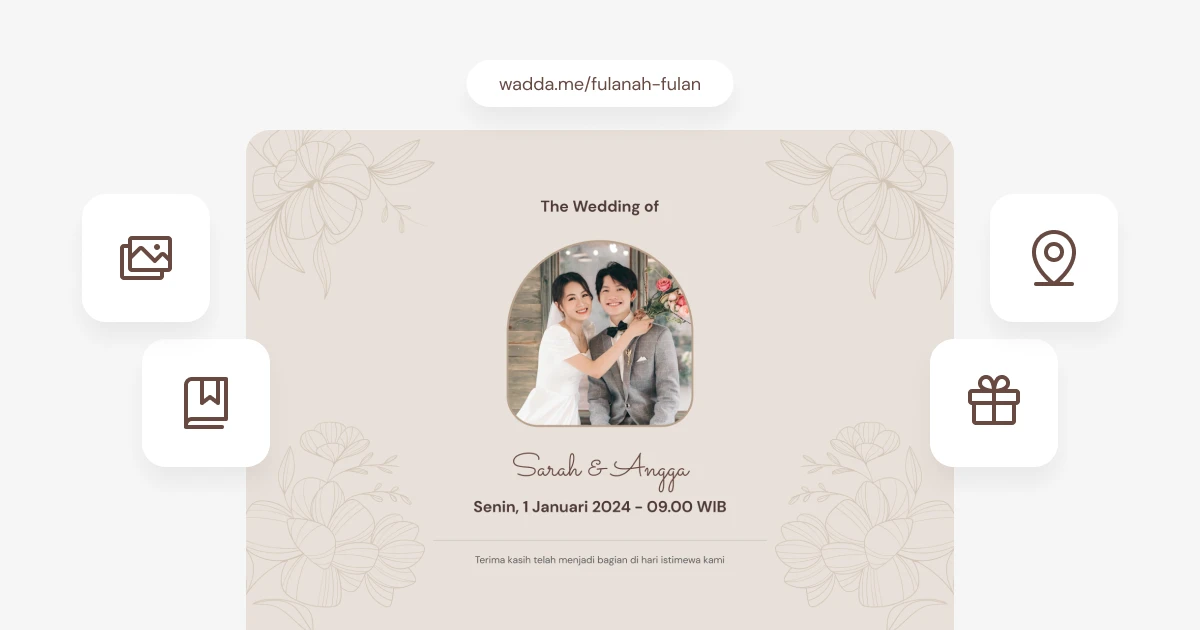 wadda.me/fulanah-fulan
The Wedding of
Sarah & Angga
Senin, 1 Januari 2024 - 09.00 WIB
Terima kasih telah menjadi bagian di hari istimewa kami